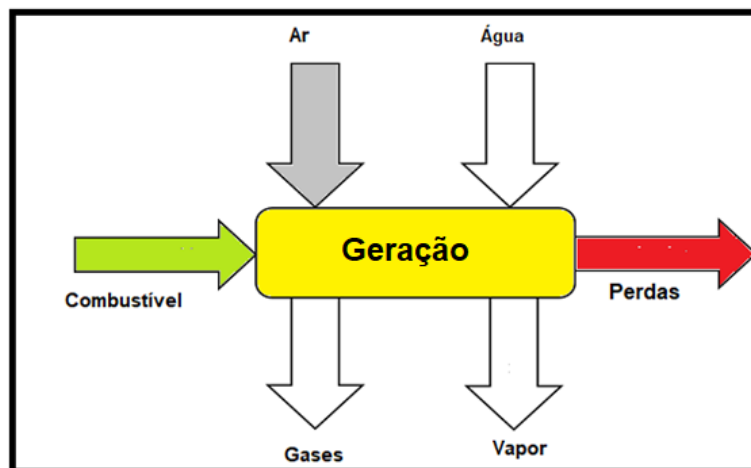 Ar
Água
Geração
Combustível
Perdas
Gases
Vapor